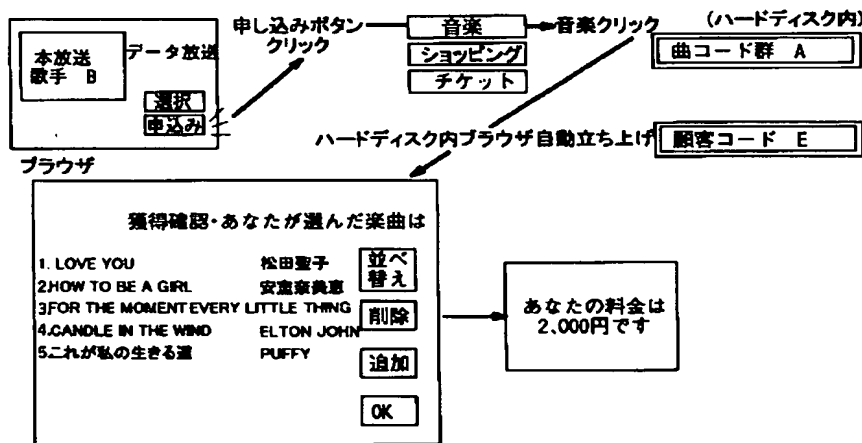 本放送
歌手 B
データ放送
選択
申込み
申し込みボタン
クリック
音楽
ショッピング
チケット
音楽クリック
(ハードディスク内)
曲コード群 A
ハードディスク内ブラウザ自動立ち上げ
顧客コード E
ブラウザ
獲得確認・あなたが選んだ楽曲は
1. LOVE YOU 松田聖子
2.HOW TO BE A GIRL 安室奈美恵
3FOR THE MOMENT EVERY LITTLE THING
4.CANDLE IN THE WIND ELTON JOHN
5.これが私の生きる道 PUFFY
並べ
替え
削除
追加
OK
あなたの料金は
2,000円です